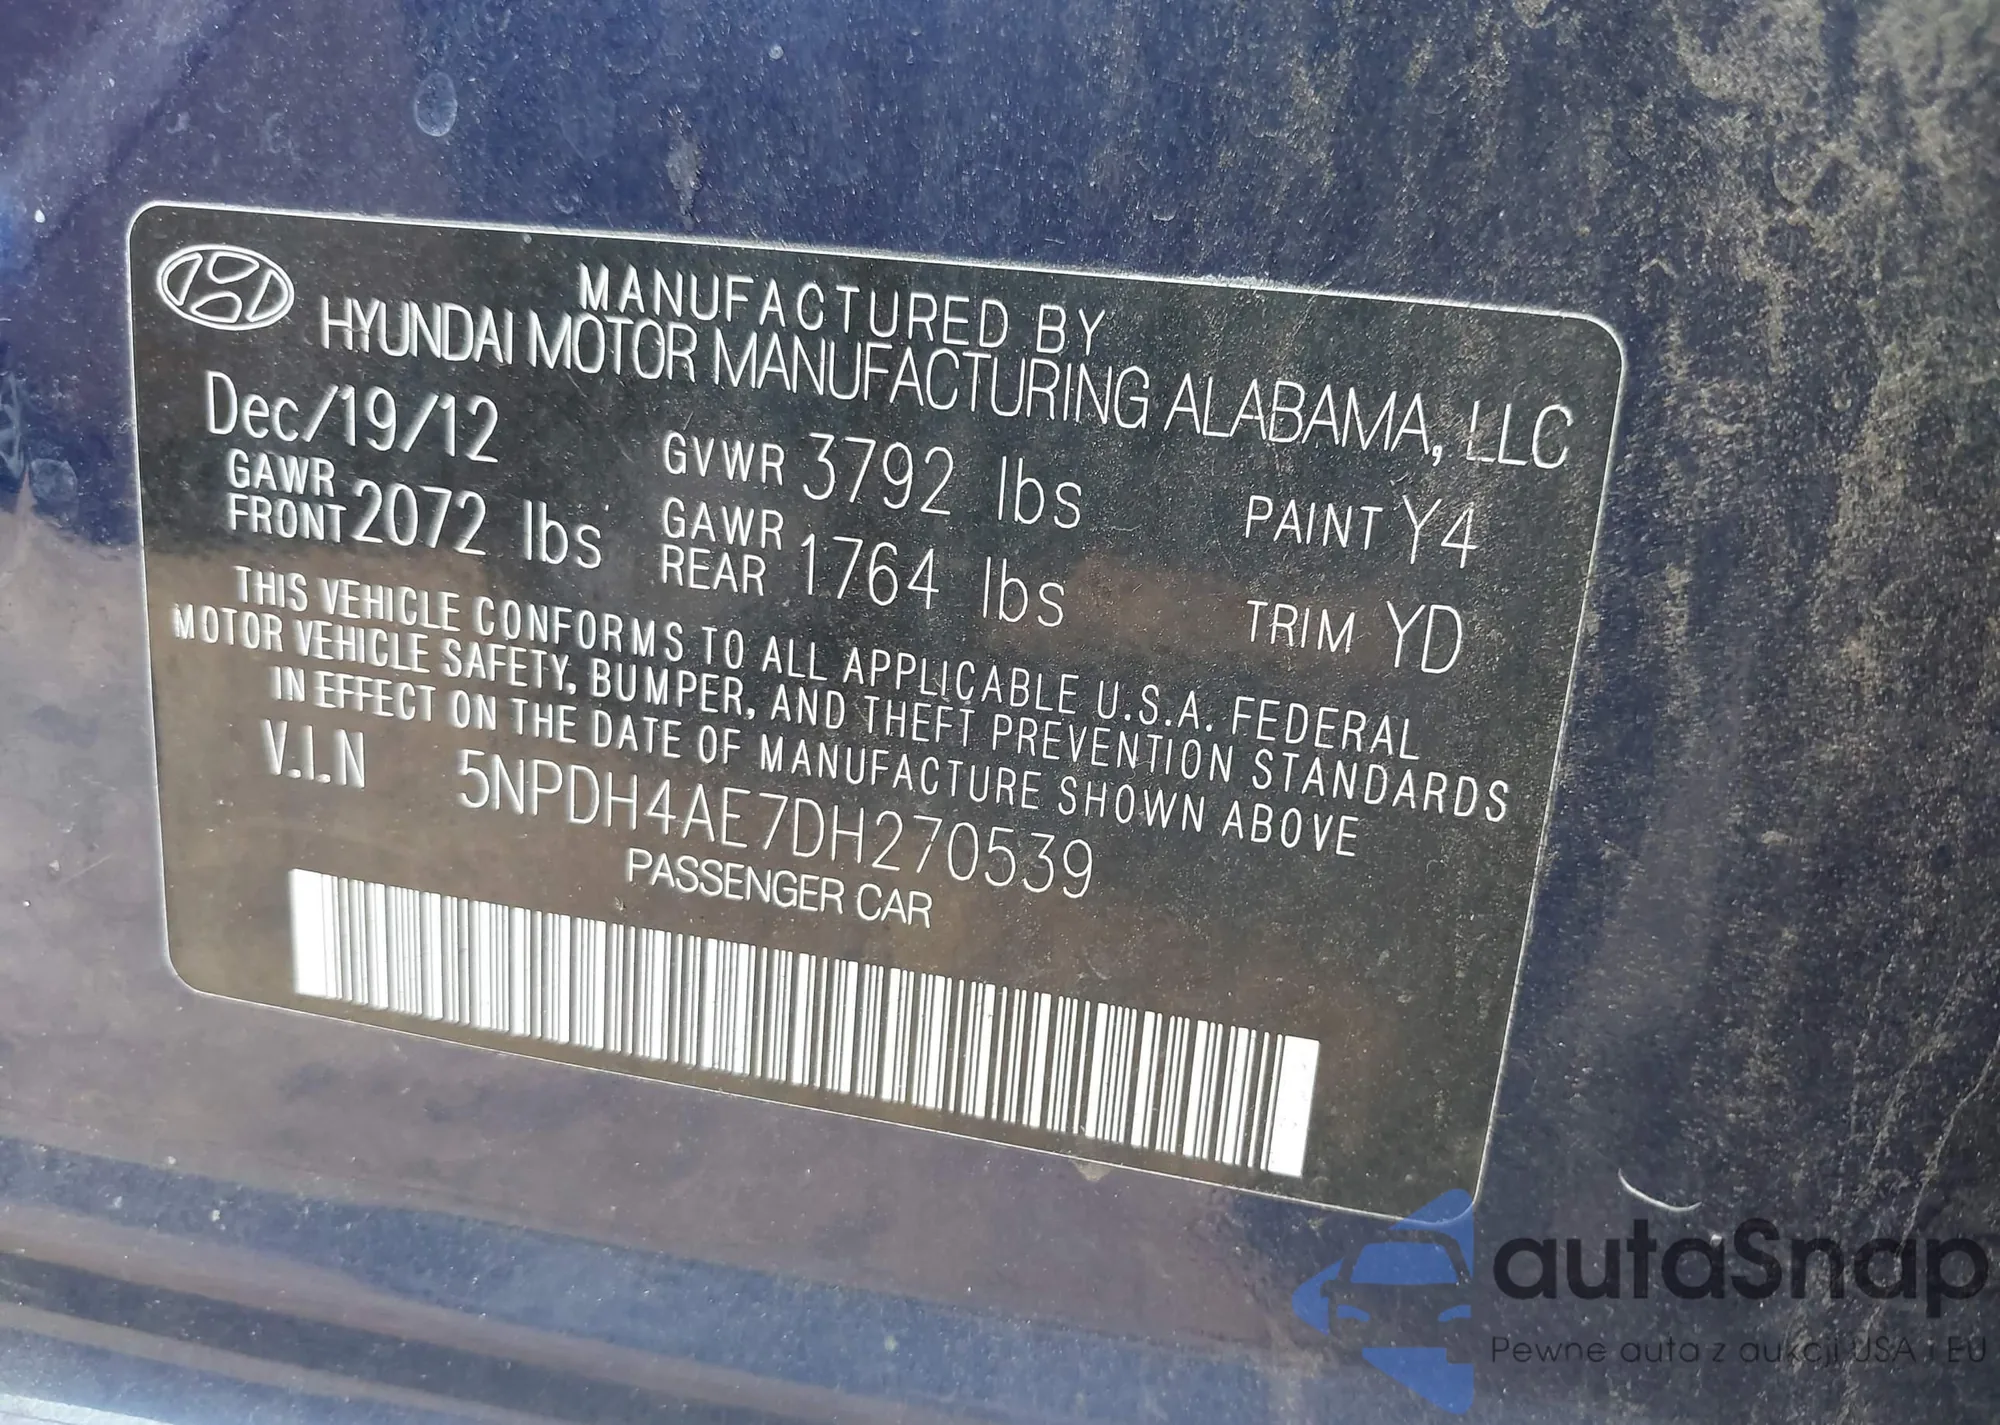 MANUFACTURED BY
HYUNDAI MOTOR MANUFACTURING ALABAMA, LLC
Dec/19/12 GVWR 3792 lbs PAINT Y4
GAWR FRONT 2072 lbs GAWR REAR 1764 lbs TRIM YD
THIS VEHICLE CONFORMS TO ALL APPLICABLE U.S.A. FEDERAL
MOTOR VEHICLE SAFETY, BUMPER, AND THEFT PREVENTION STANDARDS
IN EFFECT ON THE DATE OF MANUFACTURE SHOWN ABOVE
V.I.N 5NPDH4AE7DH270539
PASSENGER CAR
autaSnap
Pewne auta z aukcji USA i EU